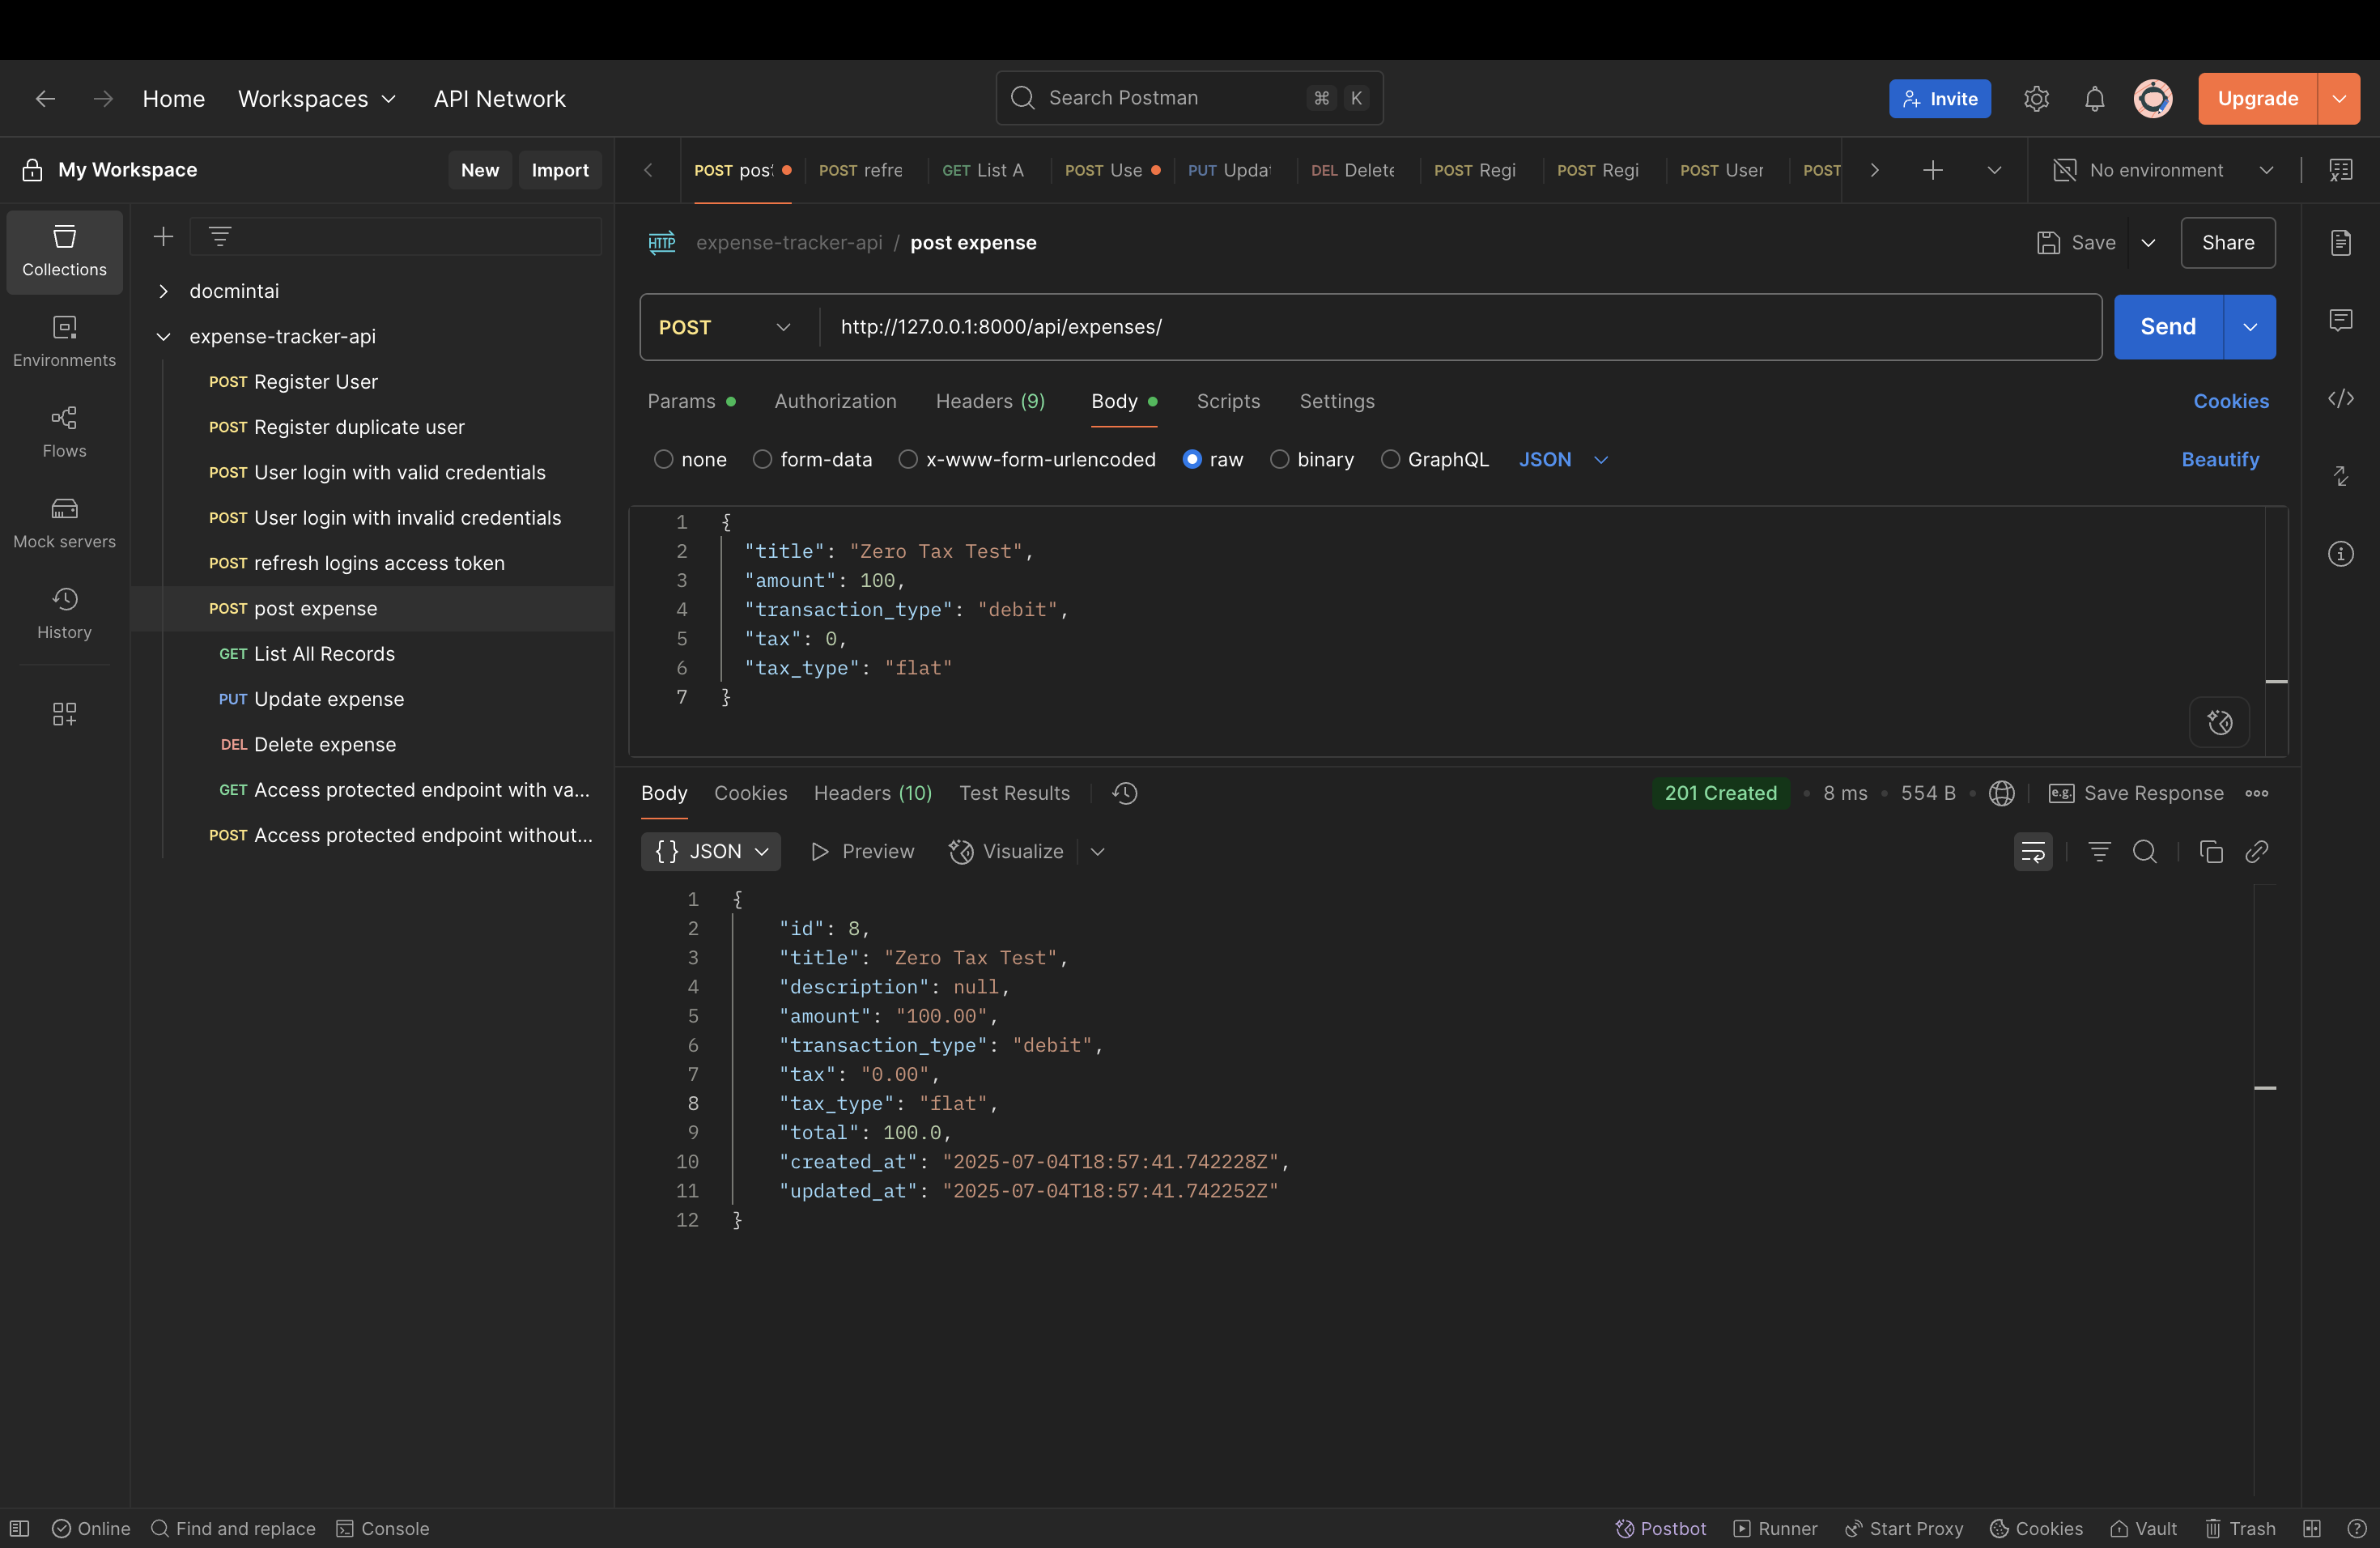 Home Workspaces API Network Search Postman ⌘ K Invite Upgrade
My Workspace New Import
POST post POST refre GET List A POST Use PUT Updat DEL Delete POST Regi POST Regi POST User POST No environment
Collections
Environments
Flows
Mock servers
History
docmintai
expense-tracker-api
POST Register User
POST Register duplicate user
POST User login with valid credentials
POST User login with invalid credentials
POST refresh logins access token
POST post expense
GET List All Records
PUT Update expense
DEL Delete expense
GET Access protected endpoint with va...
POST Access protected endpoint without...
HTTP expense-tracker-api / post expense Save Share
POST http://127.0.0.1:8000/api/expenses/ Send
Params Authorization Headers (9) Body Scripts Settings Cookies
none form-data x-www-form-urlencoded raw binary GraphQL JSON Beautify
1 {
2 "title": "Zero Tax Test",
3 "amount": 100,
4 "transaction_type": "debit",
5 "tax": 0,
6 "tax_type": "flat"
7 }
Body Cookies Headers (10) Test Results 201 Created • 8 ms • 554 B • e.g. Save Response
{} JSON Preview Visualize
1 {
2 "id": 8,
3 "title": "Zero Tax Test",
4 "description": null,
5 "amount": "100.00",
6 "transaction_type": "debit",
7 "tax": "0.00",
8 "tax_type": "flat",
9 "total": 100.0,
10 "created_at": "2025-07-04T18:57:41.742228Z",
11 "updated_at": "2025-07-04T18:57:41.742252Z"
12 }
Online Find and replace Console Postbot Runner Start Proxy Cookies Vault Trash